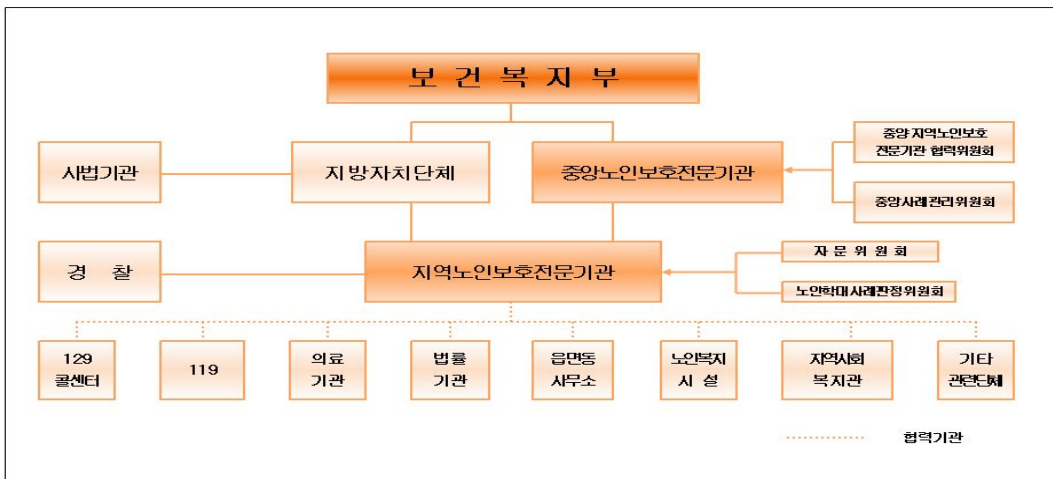 보 건 복 지 부
중앙 지역노인보호
전문기관 협력위원회
사법기관
지방자치단체
중앙노인보호전문기관
중앙사례관리위원회
경 찰
지역노인보호전문기관
자 문 위 원 회
노인학대사례판정위원회
129
콜센터
119
의료
기관
법률
기관
읍면동
사무소
노인복지
시 설
지역사회
복지관
기타
관련단체
협력기관